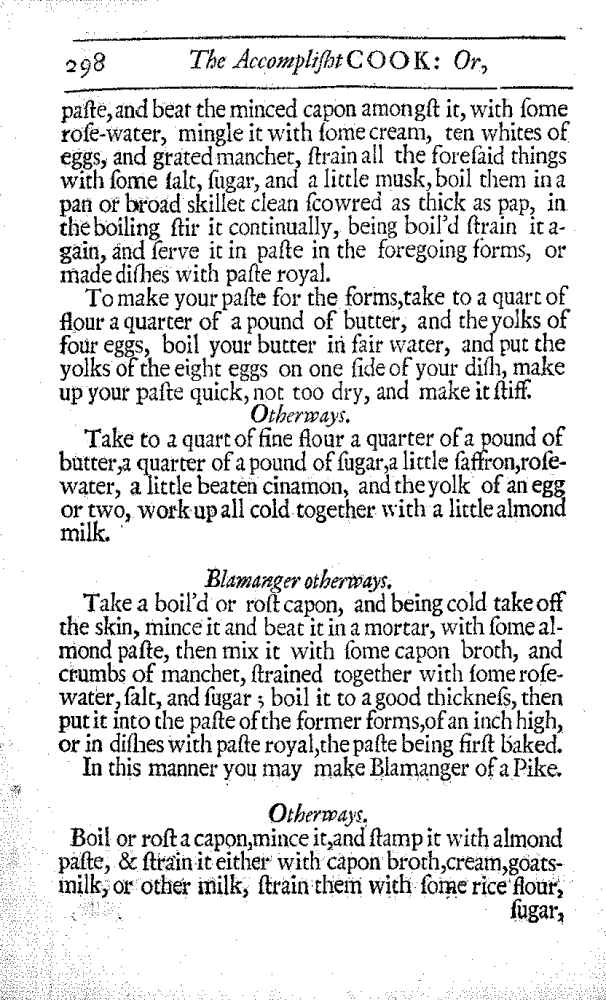 298 The Accompliſht COOK: Or,
paſte, and beat the minced capon amongſt it, with ſome
roſe-water, mingle it with ſome cream, ten whites of
eggs, and grated manchet, ſtrain all the foreſaid things
with ſome ſalt, ſugar, and a little musk, boil them in a
pan or broad skillet clean ſcowred as thick as pap, in
the boiling ſtir it continually, being boil'd ſtrain it a-
gain, and ſerve it in paſte in the foregoing forms, or
made diſhes with paſte royal.
To make your paſte for the forms, take to a quart of
flour a quarter of a pound of butter, and the yolks of
four eggs, boil your butter in fair water, and put the
yolks of the eight eggs on one ſide of your diſh, make
up your paſte quick, not too dry, and make it ſtiff.
Otherways.
Take to a quart of fine flour a quarter of a pound of
butter, a quarter of a pound of ſugar, a little ſaffron, roſe-
water, a little beaten cinamon, and the yolk of an egg
or two, work up all cold together with a little almond
milk.
Blamanger otherways.
Take a boil'd or roſt capon, and being cold take off
the skin, mince it and beat it in a mortar, with ſome al-
mond paſte, then mix it with ſome capon broth, and
crumbs of manchet, ſtrained together with ſome roſe-
water, ſalt, and ſugar; boil it to a good thickneſs, then
put it into the paſte of the former forms, of an inch high,
or in diſhes with paſte royal, the paſte being firſt baked.
In this manner you may make Blamanger of a Pike.
Otherways.
Boil or roſt a capon, mince it, and ſtamp it with almond
paſte, & ſtrain it either with capon broth, cream, goats-
milk, or other milk, ſtrain them with ſome rice flour,
ſugar,